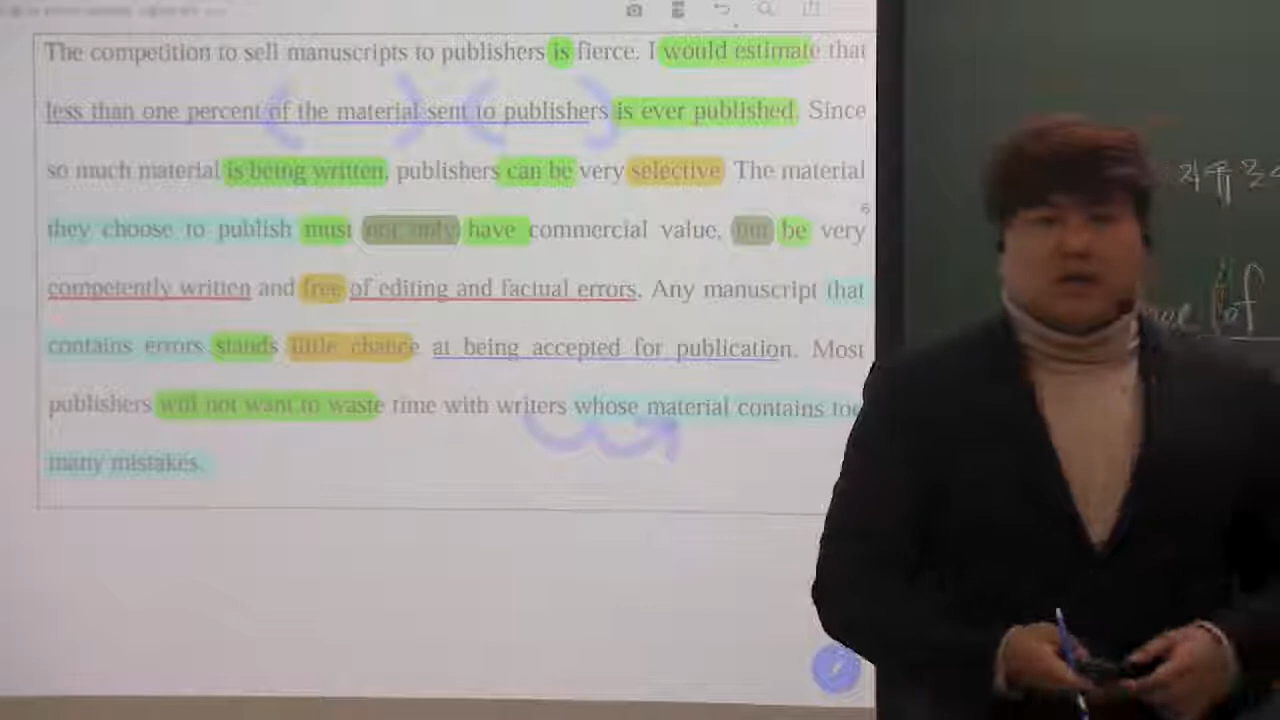 The competition to sell manuscripts to publishers is fierce. I would estimate that
less than one percent of the material sent to publishers is ever published. Since
so much material is being written, publishers can be very selective. The material
they choose to publish must not only have commercial value, but be very
competently written and free of editing and factual errors. Any manuscript that
contains errors stands little chance at being accepted for publication. Most
publishers will not want to waste time with writers whose material contains too
many mistakes.
of